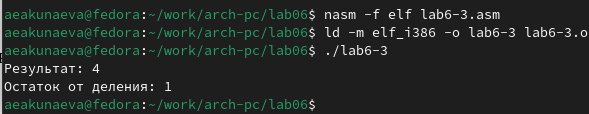 aeakunaeva@fedora:~/work/arch-pc/lab06$ nasm -f elf lab6-3.asm
aeakunaeva@fedora:~/work/arch-pc/lab06$ ld -m elf_i386 -o lab6-3 lab6-3.o
aeakunaeva@fedora:~/work/arch-pc/lab06$ ./lab6-3
Результат: 4
Остаток от деления: 1
aeakunaeva@fedora:~/work/arch-pc/lab06$